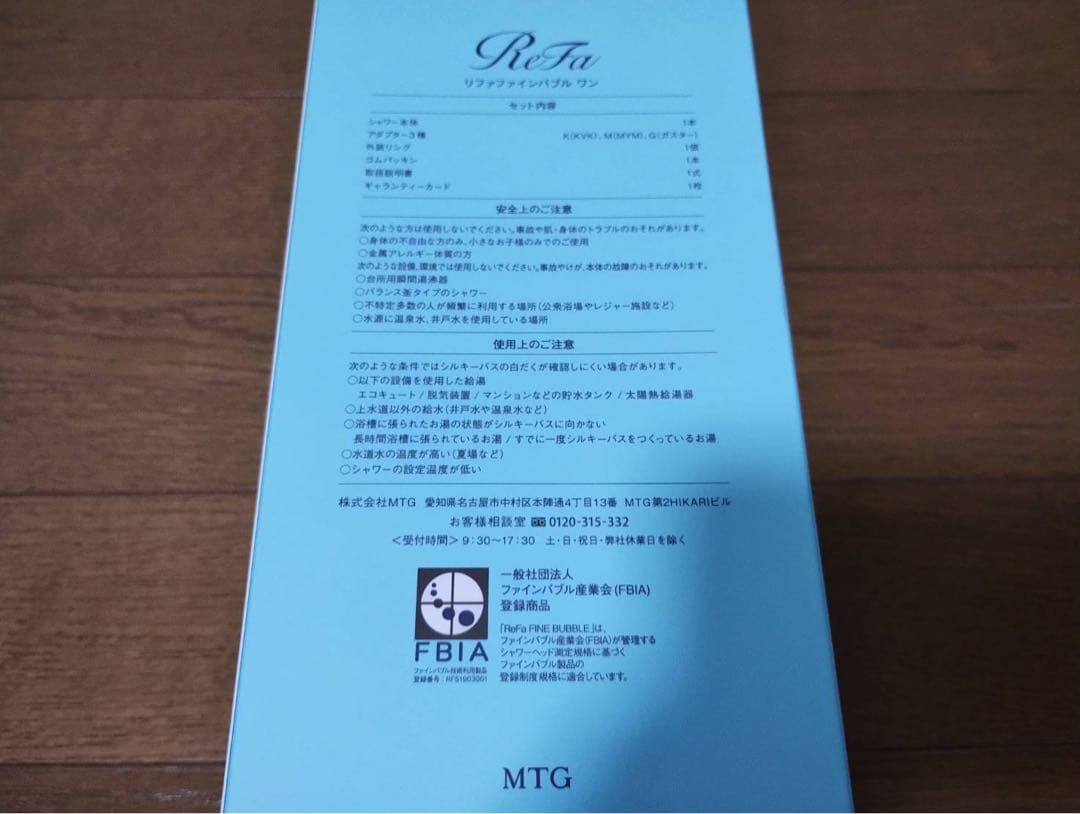 ReFa
リファファインバブル ワン
セット内容
シャワー本体 1本
アダプター3種 K(KVK)、M(MYM)、G(ガスター)
外装リング 1個
ゴムパッキン 1本
取扱説明書 1式
ギャランティーカード 1枚
安全上のご注意
次のような方は使用しないでください。事故や肌・身体のトラブルのおそれがあります。
○身体の不自由な方のみ、小さなお子様のみでのご使用
○金属アレルギー体質の方
次のような設備、環境では使用しないでください。事故やけが、本体の故障のおそれがあります。
○台所用瞬間湯沸器
○バランス釜タイプのシャワー
○不特定多数の人が頻繁に利用する場所(公衆浴場やレジャー施設など)
○水源に温泉水、井戸水を使用している場所
使用上のご注意
次のような条件ではシルキーバスの白だくが確認しにくい場合があります。
○以下の設備を使用した給湯
エコキュート / 脱気装置 / マンションなどの貯水タンク / 太陽熱給湯器
○上水道以外の給水(井戸水や温泉水など)
○浴槽に張られたお湯の状態がシルキーバスに向かない
長時間浴槽に張られているお湯 / すでに一度シルキーバスをつくっているお湯
○水道水の温度が高い(夏場など)
○シャワーの設定温度が低い
株式会社MTG 愛知県名古屋市中村区本陣通4丁目13番 MTG第2HIKARIビル
お客様相談室 0120-315-332
<受付時間> 9:30~17:30 土・日・祝日・弊社休業日を除く
一般社団法人
ファインバブル産業会(FBIA)
登録商品
「ReFa FINE BUBBLE」は、
ファインバブル産業会(FBIA)が管理する
シャワーヘッド測定規格に基づく
ファインバブル製品の
登録制度規格に適合しています。
FBIA
ファインバブル技術利用製品
登録番号:RFS1903001
MTG